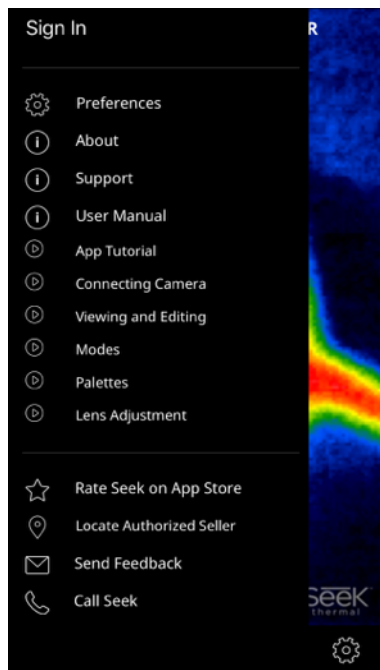 Sign In
R
Preferences
About
Support
User Manual
App Tutorial
Connecting Camera
Viewing and Editing
Modes
Palettes
Lens Adjustment
Rate Seek on App Store
Locate Authorized Seller
Send Feedback
Call Seek
Seek
thermal